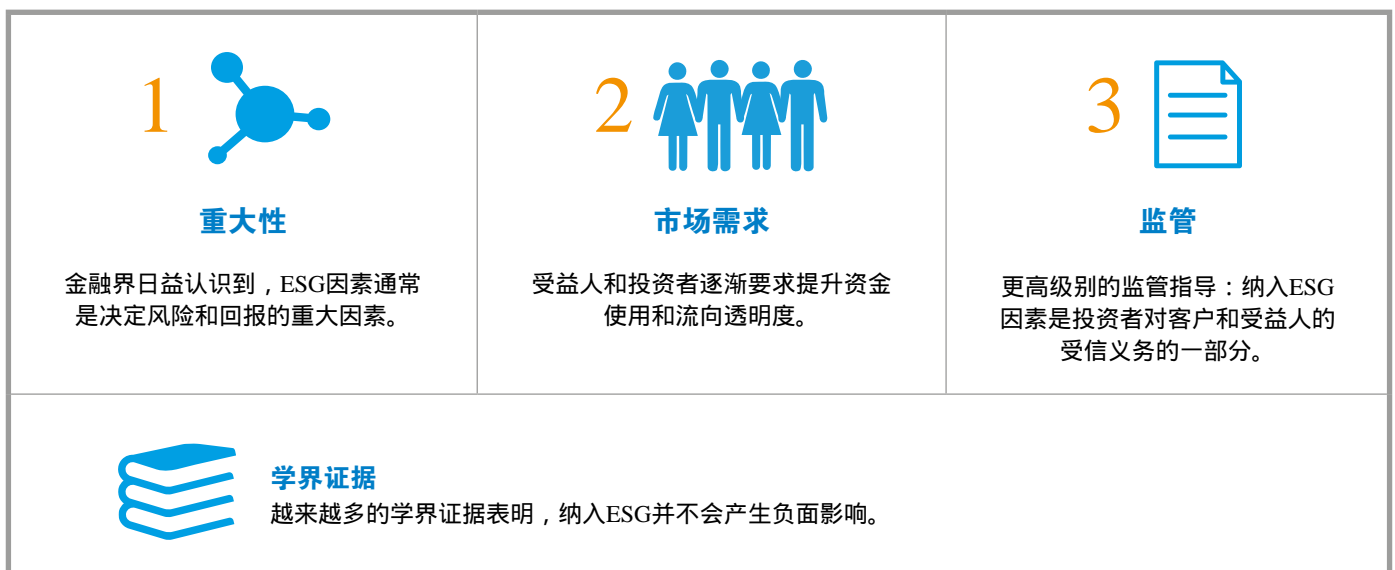 1
重大性
金融界日益认识到，ESG因素通常
是决定风险和回报的重大因素。
2
市场需求
受益人和投资者逐渐要求提升资金
使用和流向透明度。
3
监管
更高级别的监管指导：纳入ESG
因素是投资者对客户和受益人的
受信义务的一部分。
学界证据
越来越多的学界证据表明，纳入ESG并不会产生负面影响。